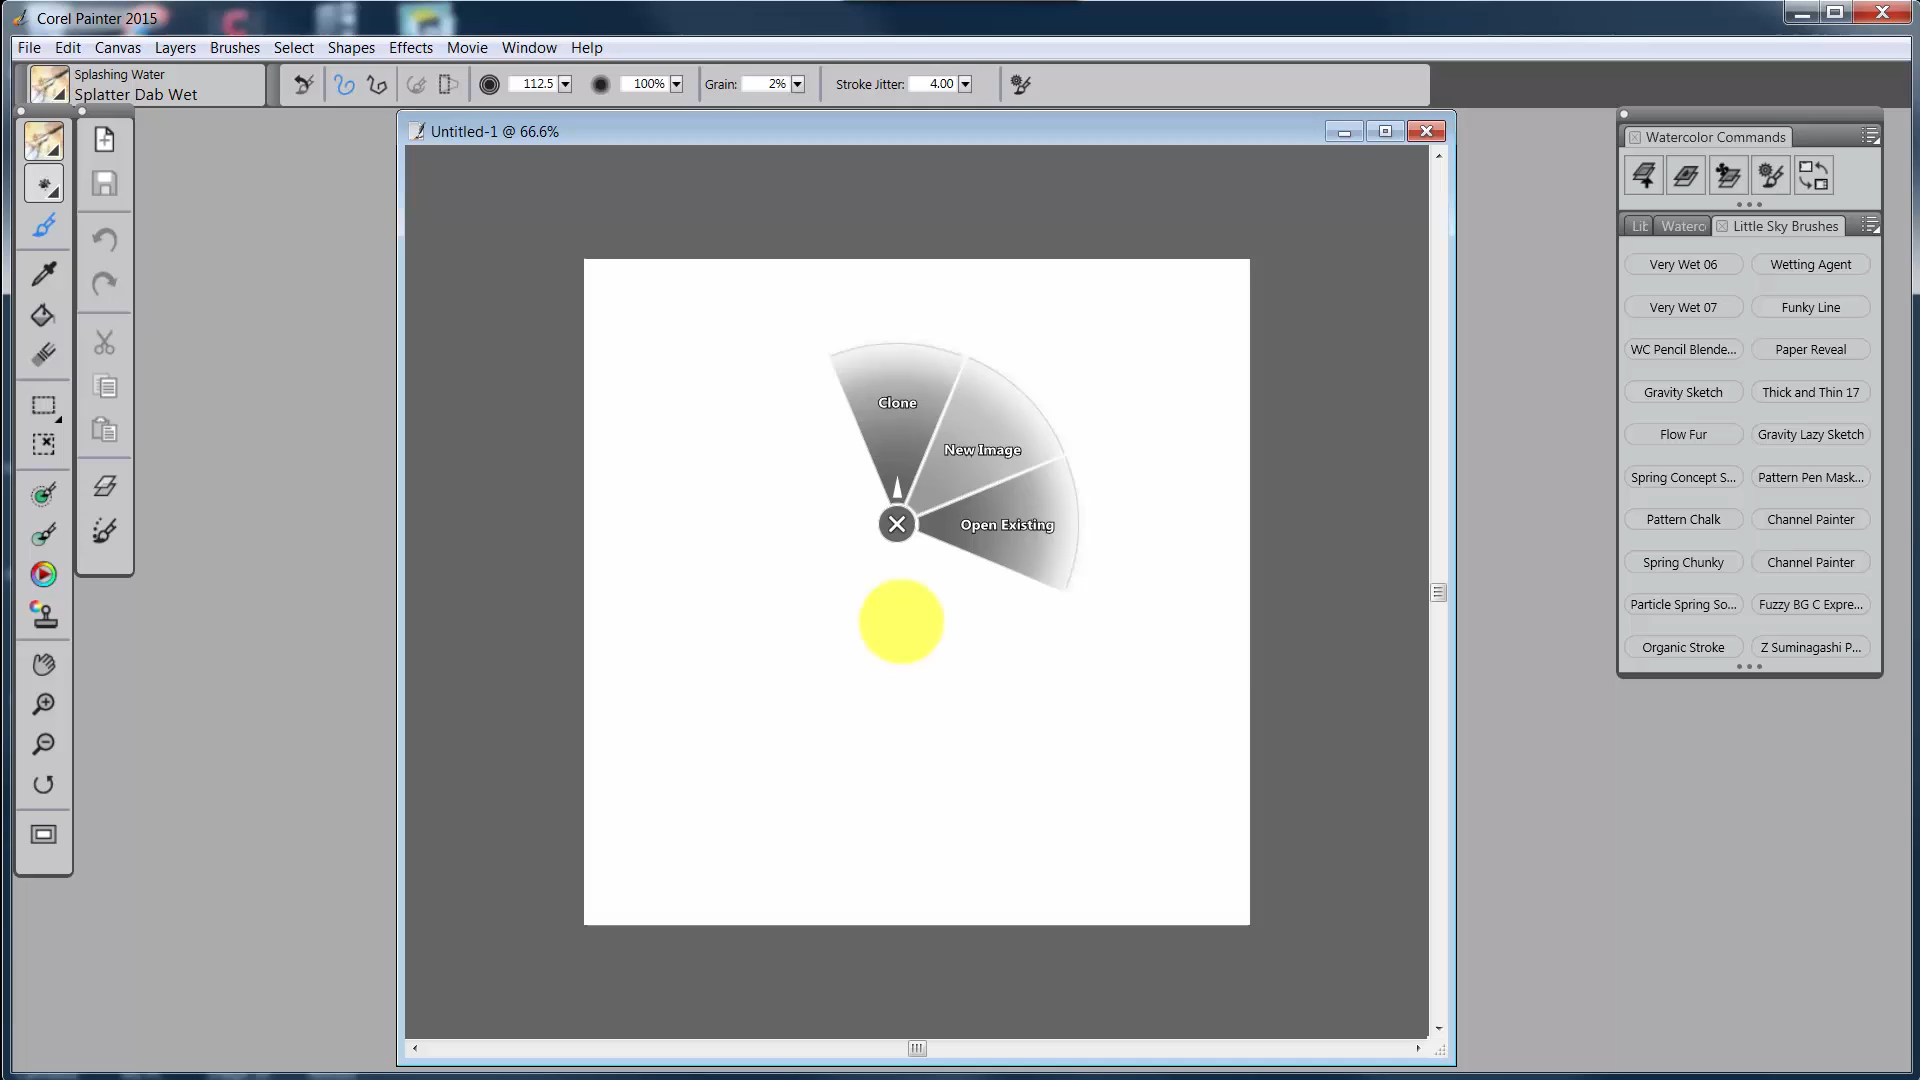 Corel Painter 2015
File Edit Canvas Layers Brushes Select Shapes Effects Movie Window Help
Splashing Water
Splatter Dab Wet
112.5 100% Grain: 2% Stroke Jitter: 4.00
Untitled-1 @ 66.6%
Clone
New Image
Open Existing
Watercolor Commands
Lit Waterc Little Sky Brushes
Very Wet 06 Wetting Agent
Very Wet 07 Funky Line
WC Pencil Blende... Paper Reveal
Gravity Sketch Thick and Thin 17
Flow Fur Gravity Lazy Sketch
Spring Concept S... Pattern Pen Mask...
Pattern Chalk Channel Painter
Spring Chunky Channel Painter
Particle Spring So... Fuzzy BG C Expre...
Organic Stroke Z Suminagashi P...